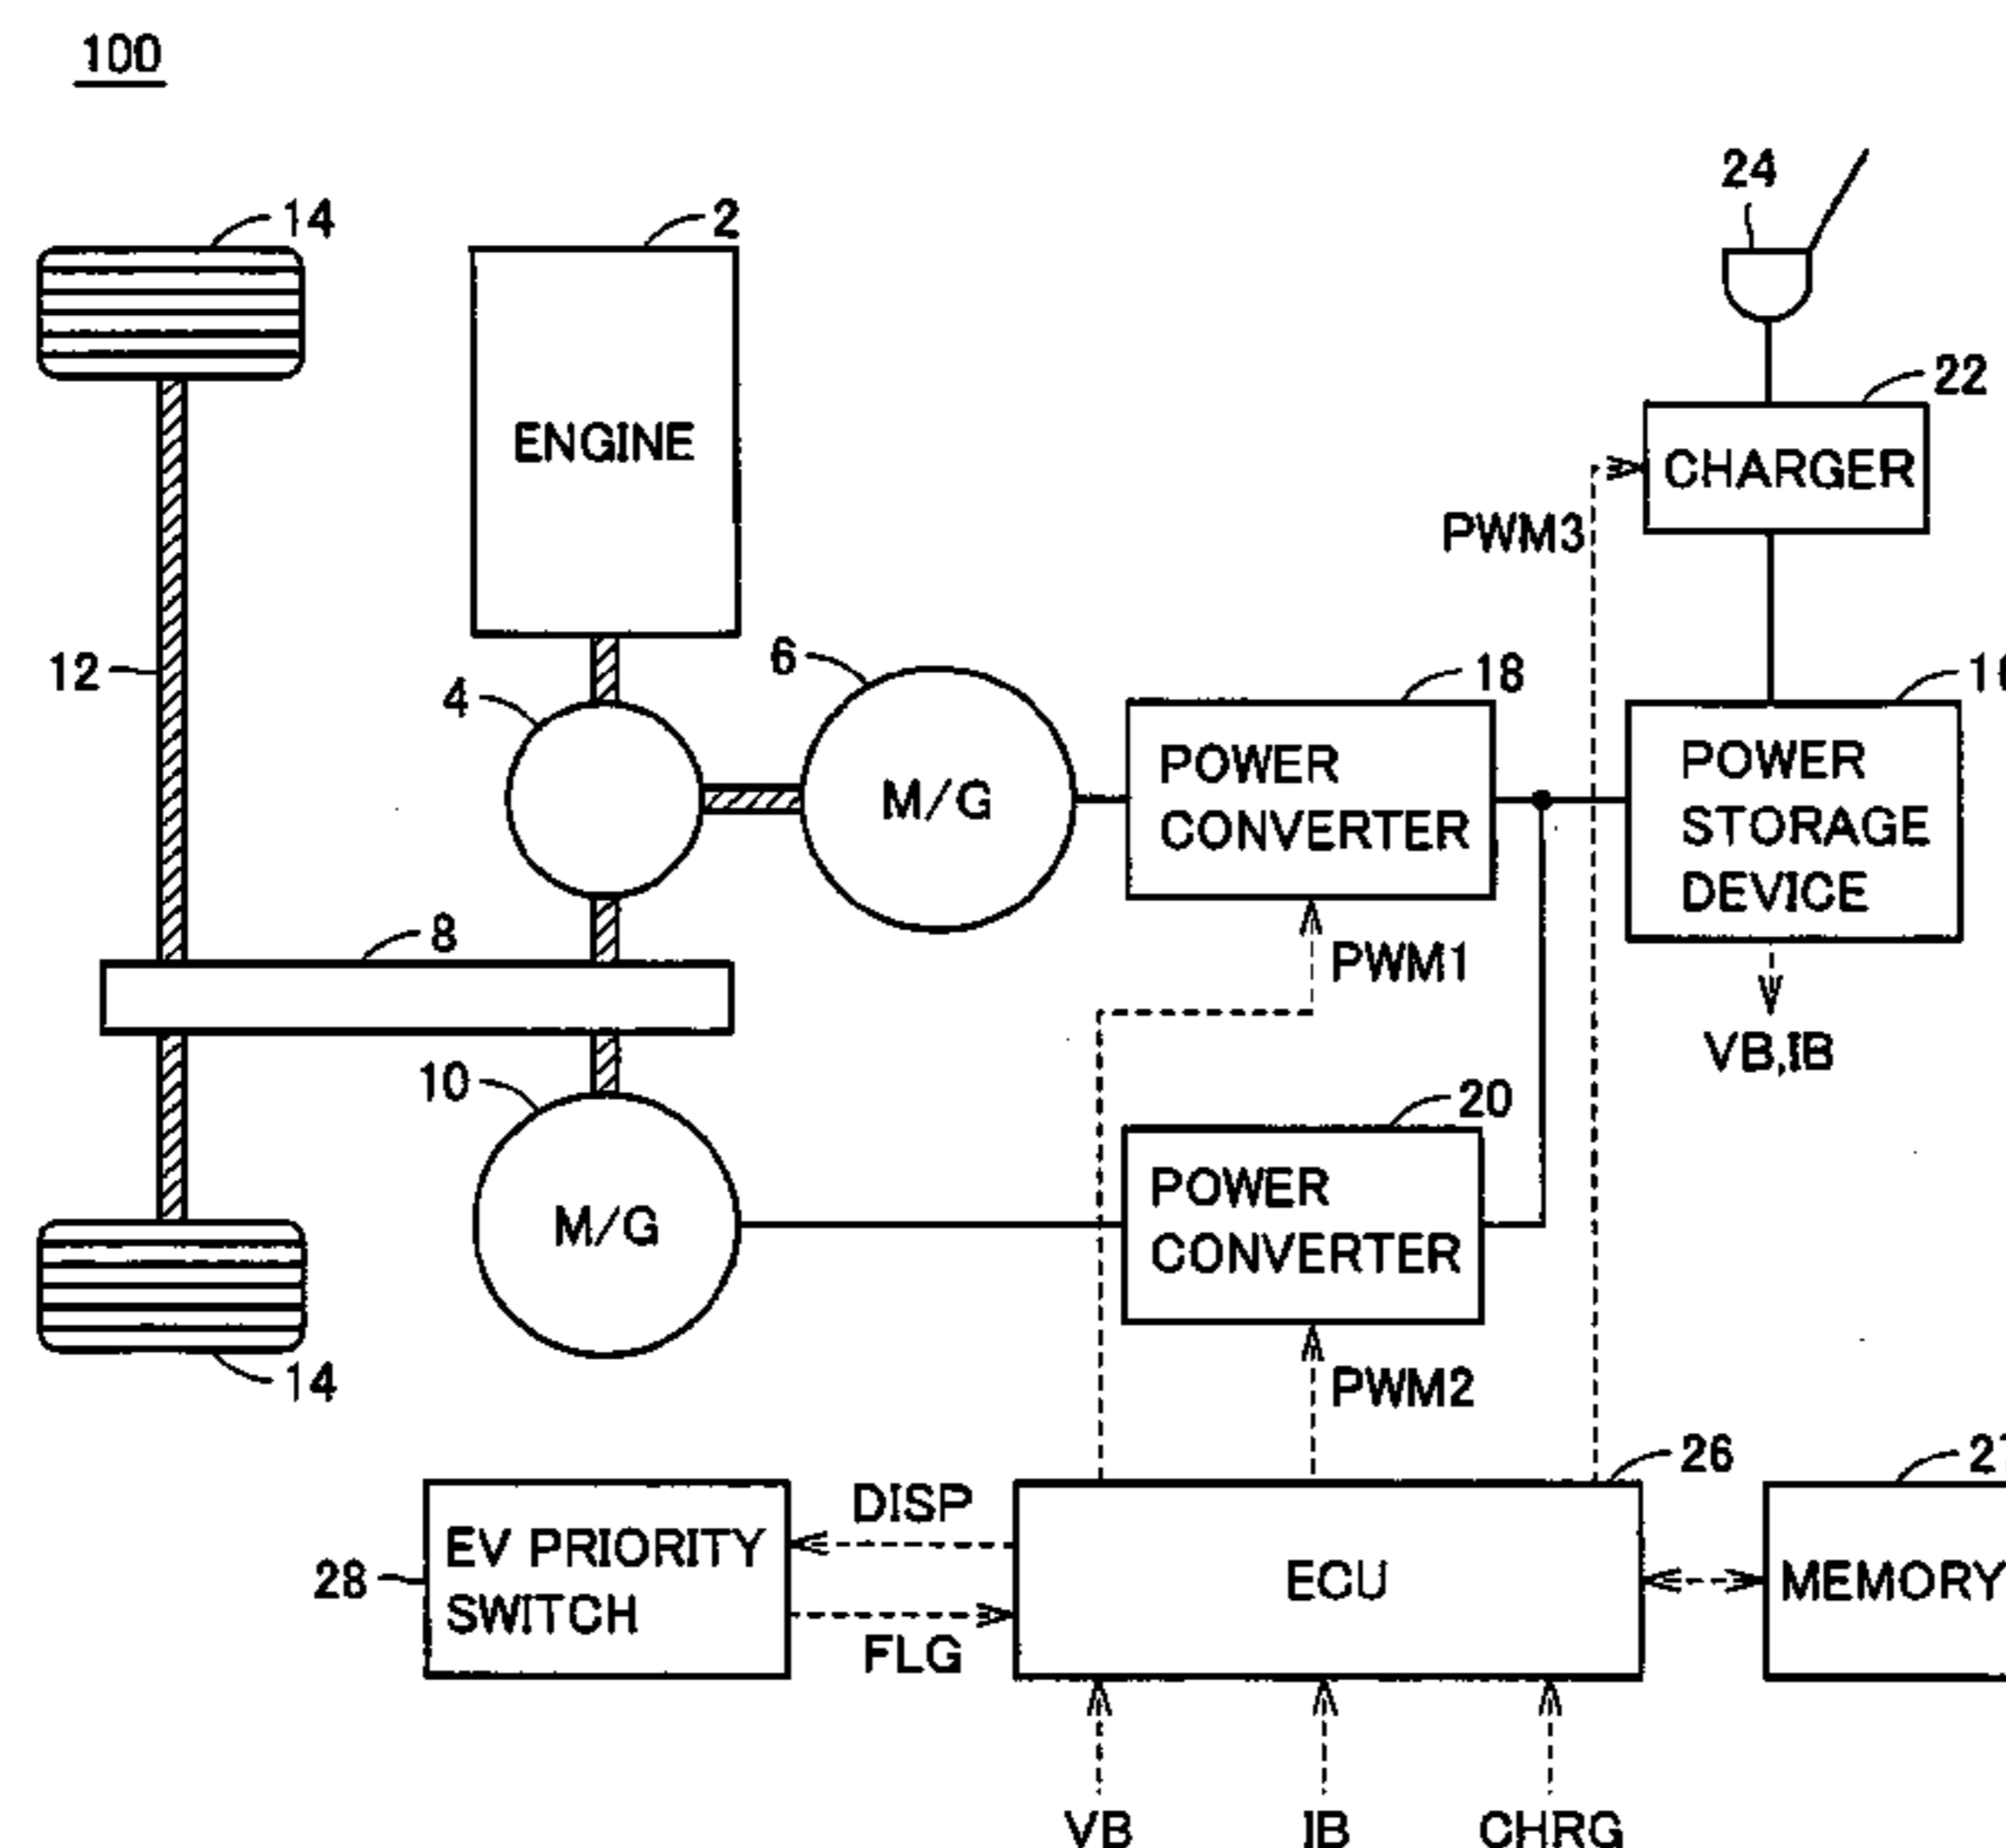 100
24
14
2
22
ENGINE
CHARGER
PWM3
12
4
6
18
M/G
POWER
CONVERTER
POWER
STORAGE
DEVICE
8
PWM1
VB,IB
10
20
M/G
POWER
CONVERTER
14
PWM2
26
28
EV PRIORITY
SWITCH
DISP
FLG
ECU
MEMORY
VB
IB
CHRG